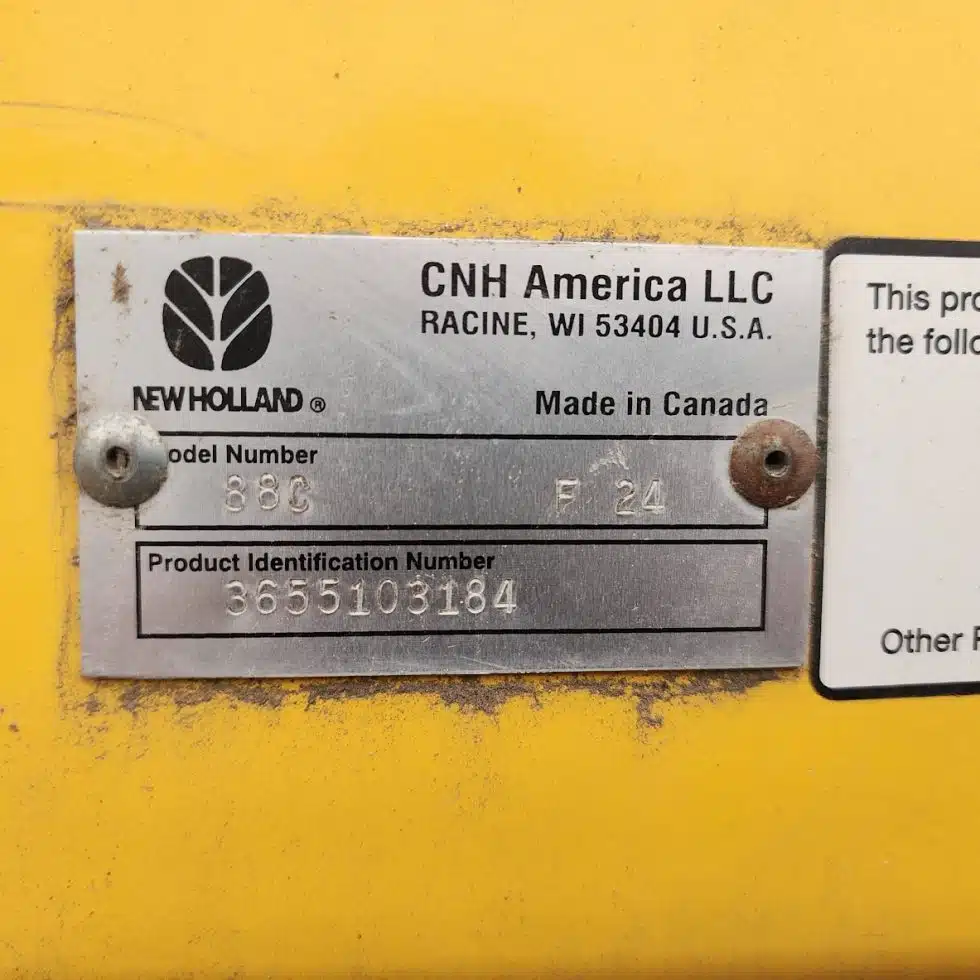 CNH America LLC
RACINE, WI 53404 U.S.A.
NEW HOLLAND ®
Made in Canada
odel Number
88C F 24
Product Identification Number
3655103184
This pro
the follo
Other